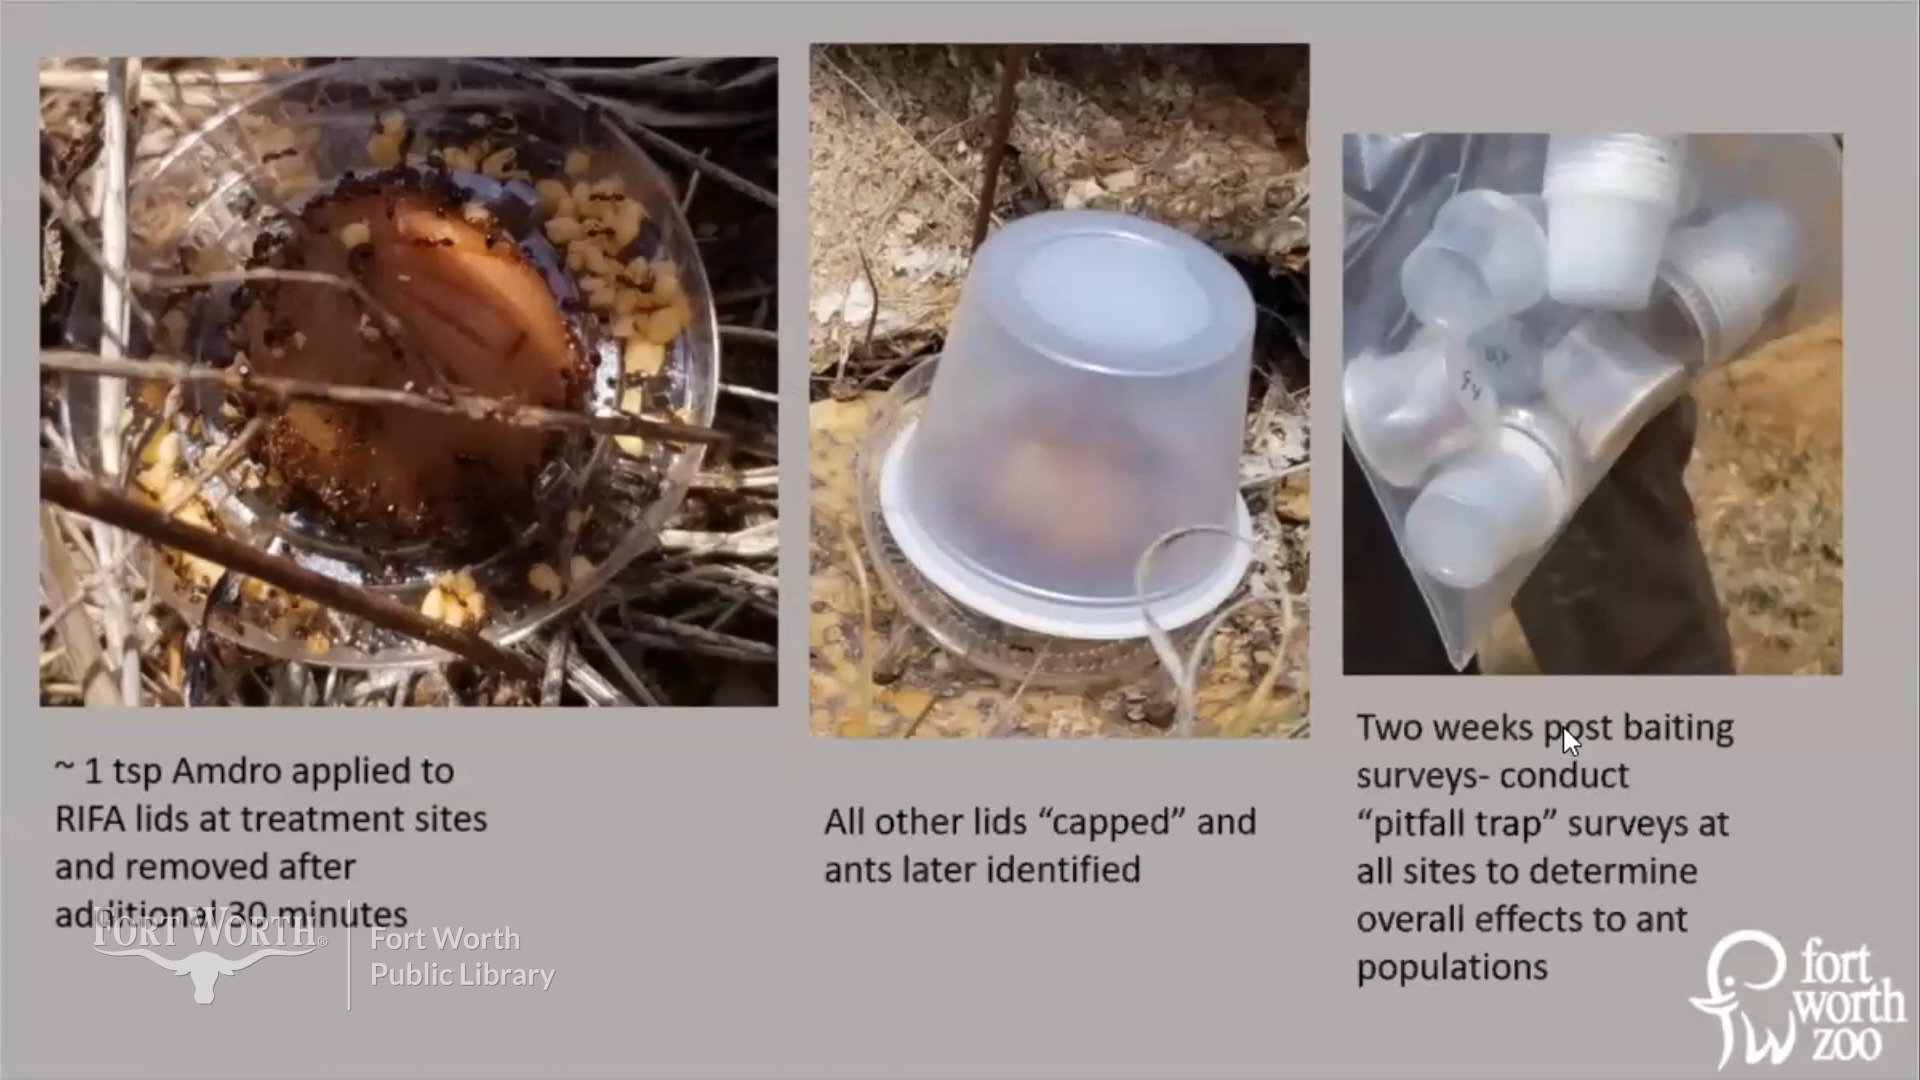 ~ 1 tsp Amdro applied to
RIFA lids at treatment sites
and removed after
additional 30 minutes
All other lids “capped” and
ants later identified
Two weeks post baiting
surveys- conduct
“pitfall trap” surveys at
all sites to determine
overall effects to ant
populations
FORT WORTH®
Fort Worth
Public Library
fort
worth
zoo